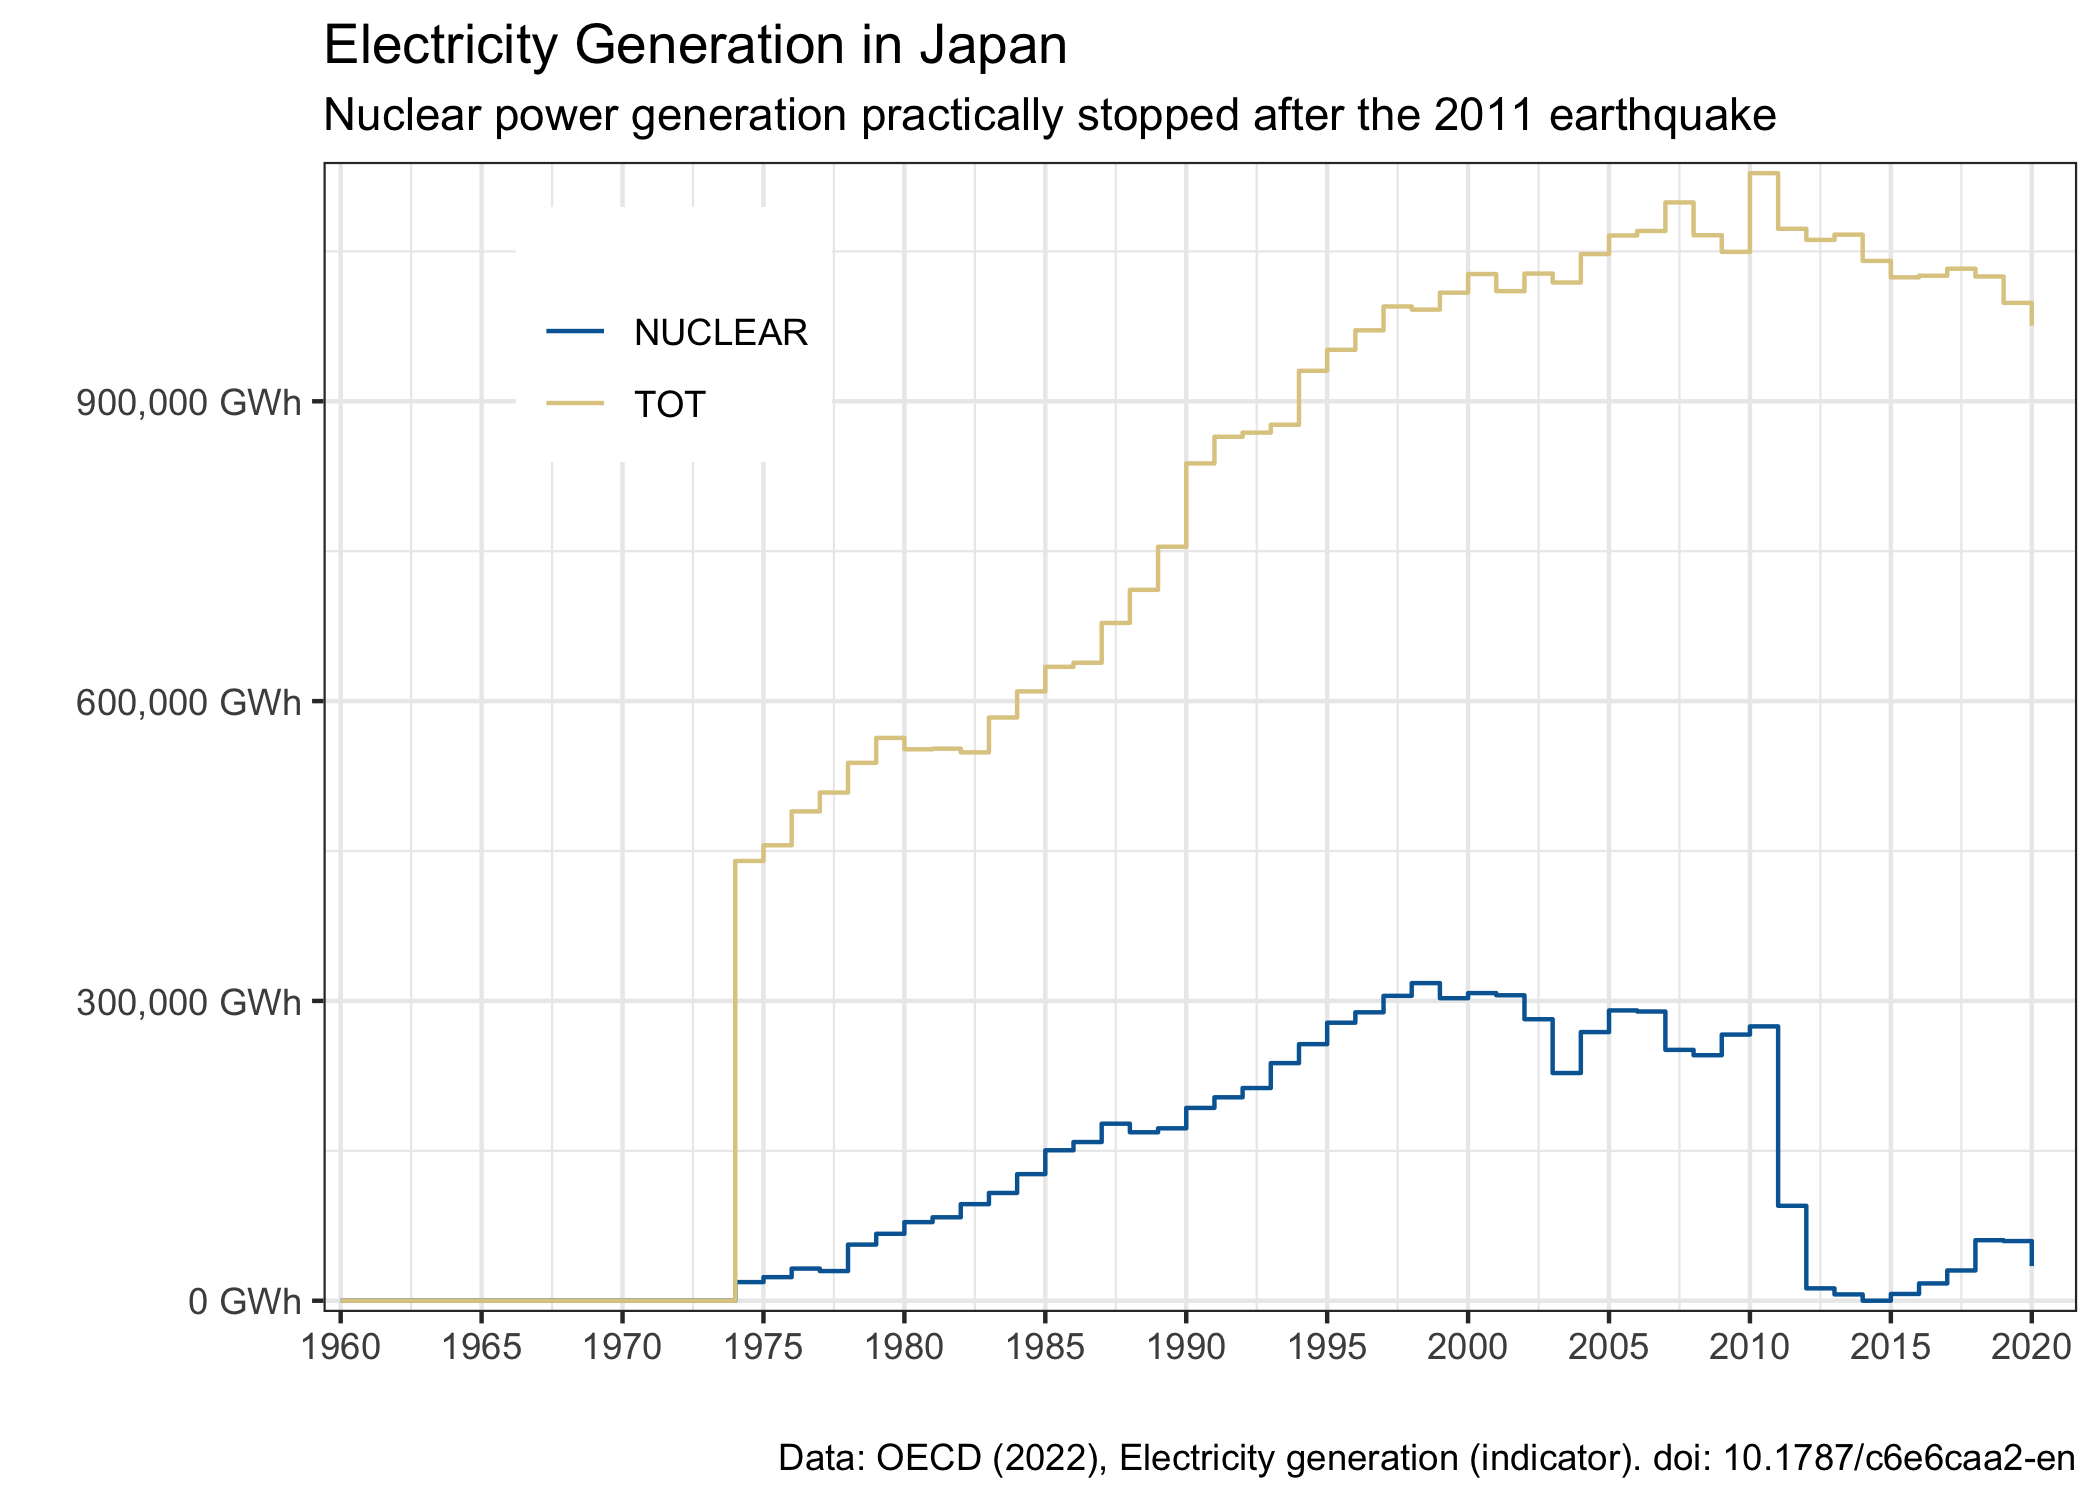 Electricity Generation in Japan
Nuclear power generation practically stopped after the 2011 earthquake
NUCLEAR
TOT
900,000 GWh
600,000 GWh
300,000 GWh
0 GWh
1960 1965 1970 1975 1980 1985 1990 1995 2000 2005 2010 2015 2020
Data: OECD (2022), Electricity generation (indicator). doi: 10.1787/c6e6caa2-en